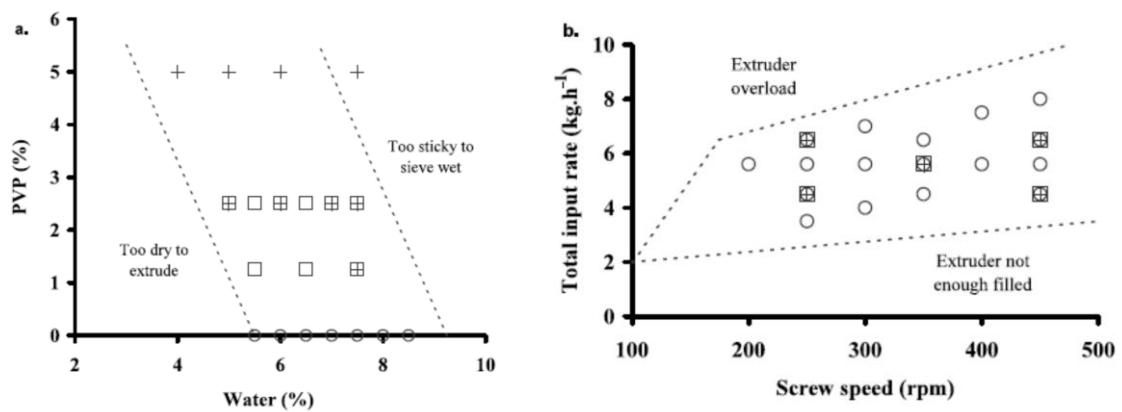 a.
6
5
4
3
2
1
0
PVP (%)
Too sticky to
sieve wet
Too dry to
extrude
2 4 6 8 10
Water (%)
b.
10
8
6
4
2
0
Total input rate (kg.h⁻¹)
Extruder
overload
Extruder not
enough filled
100 200 300 400 500
Screw speed (rpm)